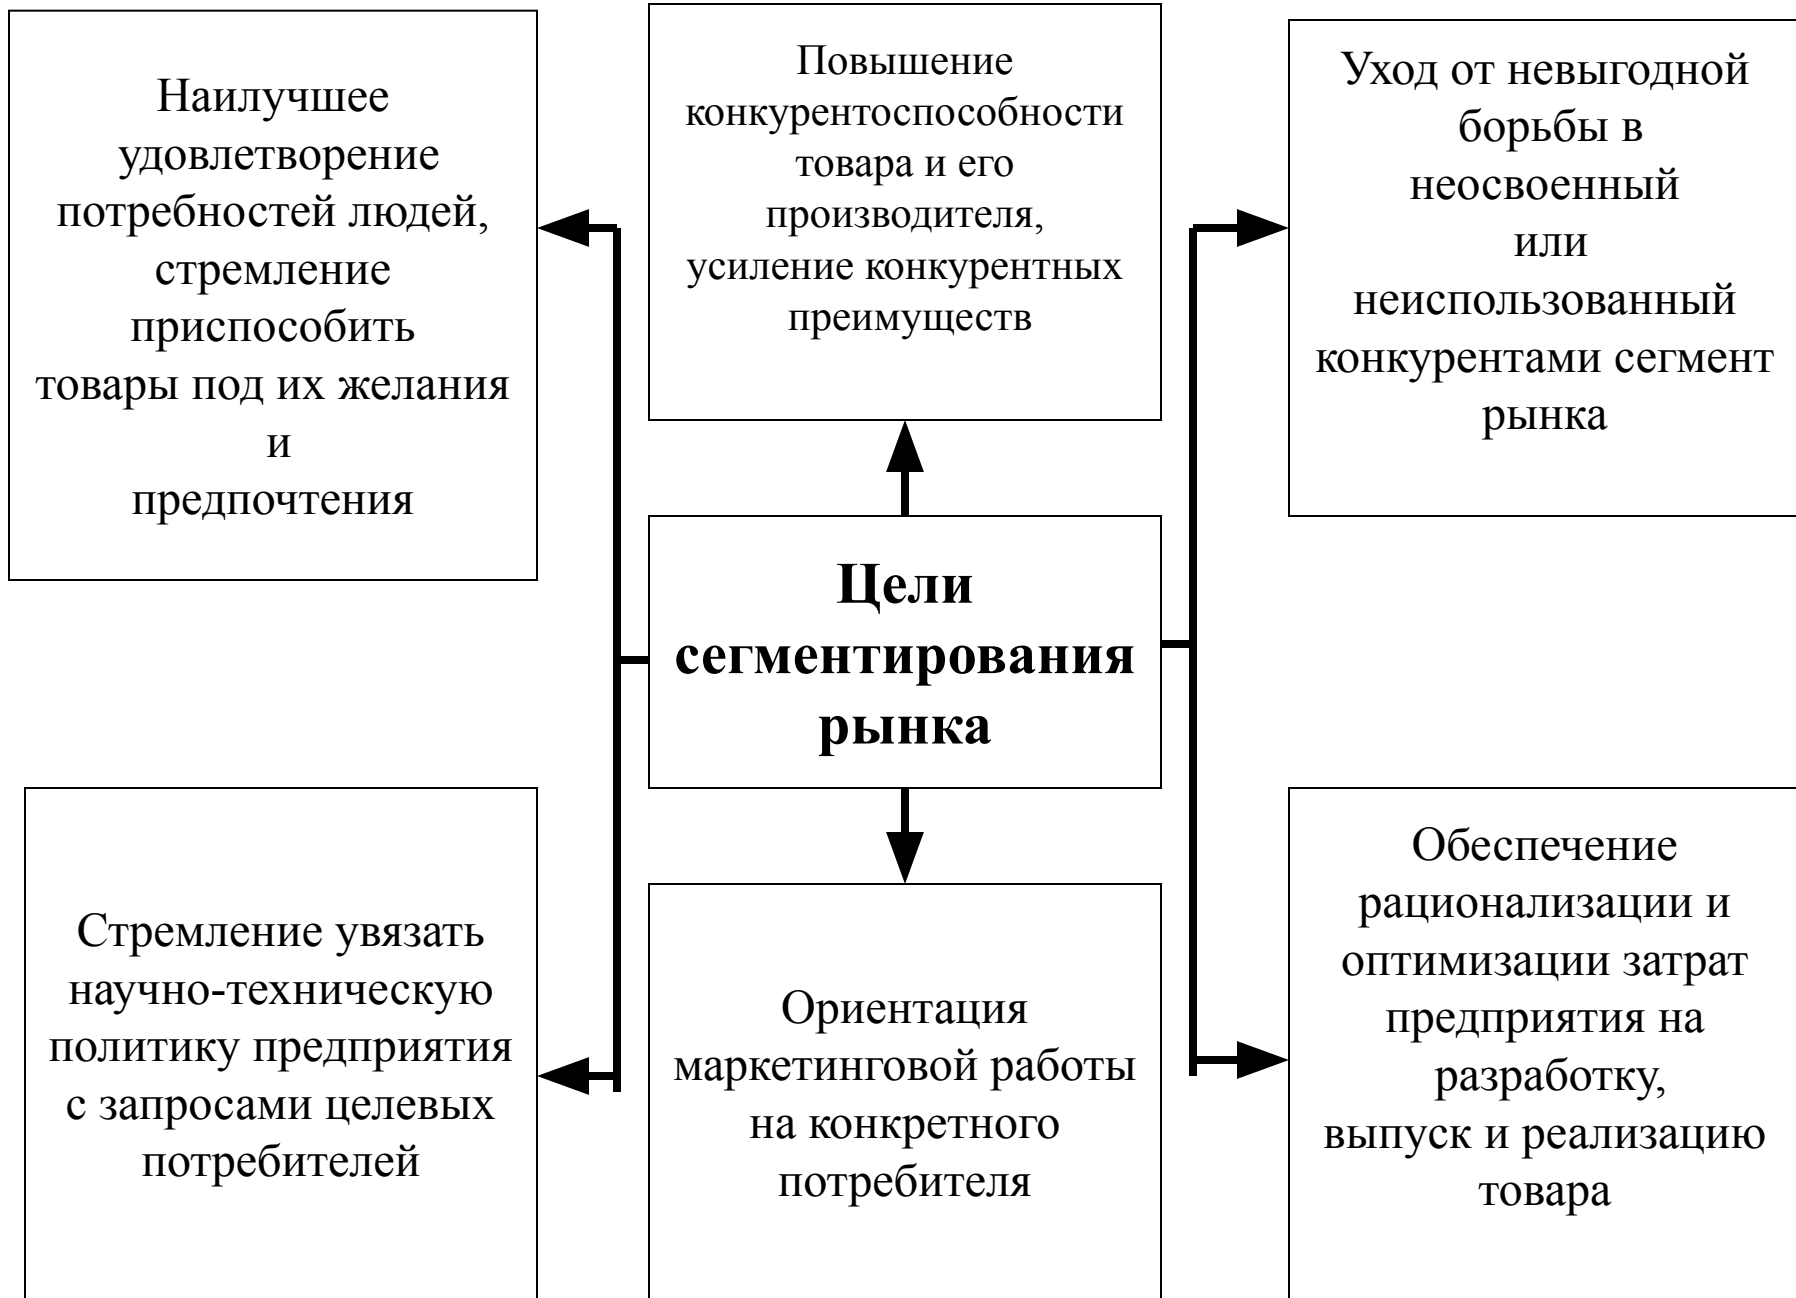 Наилучшее
удовлетворение
потребностей людей,
стремление
приспособить
товары под их желания
и
предпочтения
Повышение
конкурентоспособности
товара и его
производителя,
усиление конкурентных
преимуществ
Уход от невыгодной
борьбы в
неосвоенный
или
неиспользованный
конкурентами сегмент
рынка
Цели
сегментирования
рынка
Стремление увязать
научно-техническую
политику предприятия
с запросами целевых
потребителей
Ориентация
маркетинговой работы
на конкретного
потребителя
Обеспечение
рационализации и
оптимизации затрат
предприятия на
разработку,
выпуск и реализацию
товара